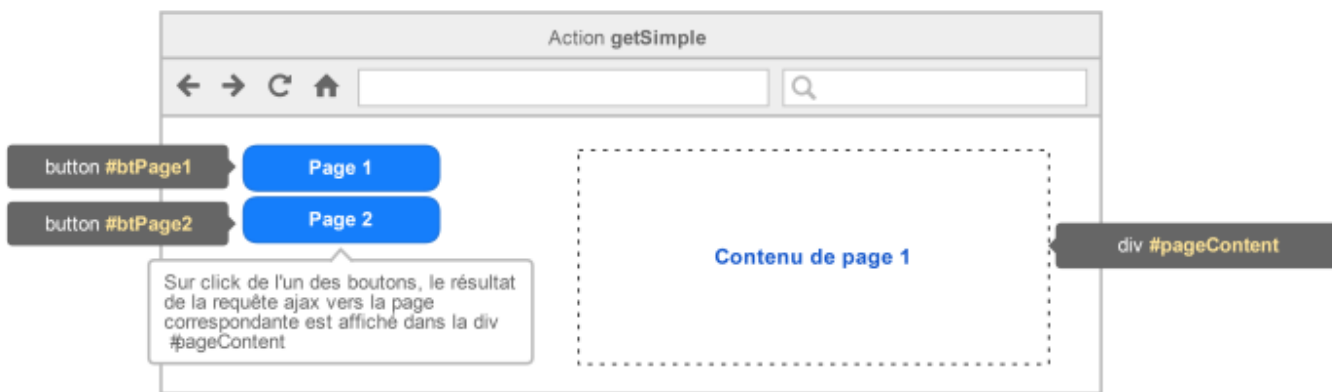 Action getSimple
button #btPage1
Page 1
button #btPage2
Page 2
Sur click de l'un des boutons, le résultat
de la requête ajax vers la page
correspondante est affiché dans la div
#pageContent
Contenu de page 1
div #pageContent